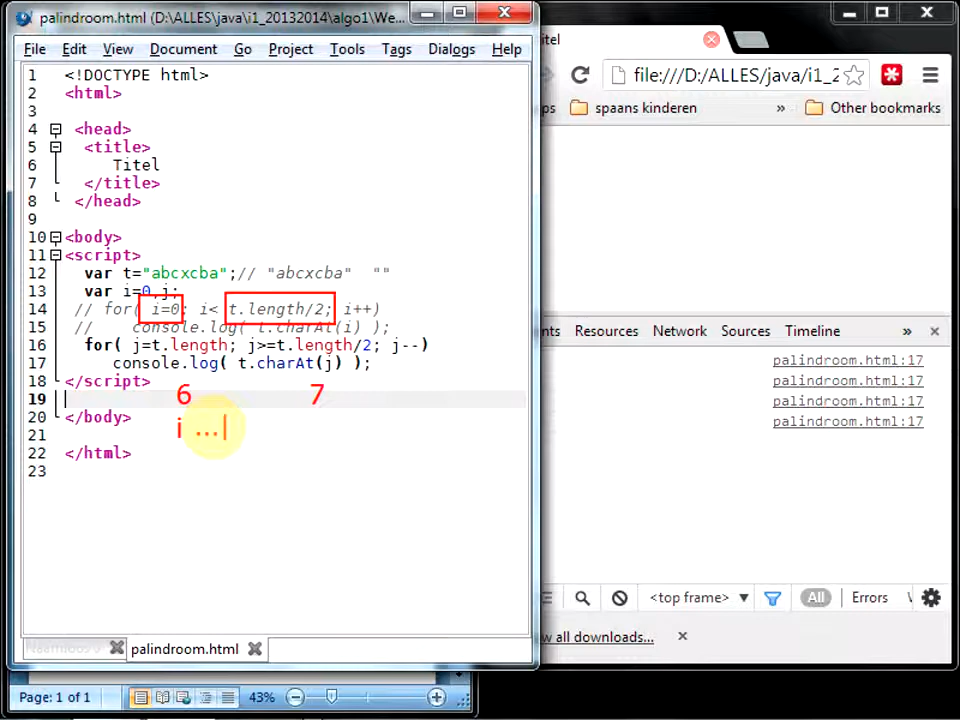 palindroom.html (D:\ALLES\java\i1_20132014\algo1\We...
File Edit View Document Go Project Tools Tags Dialogs Help
1 <!DOCTYPE html>
2 <html>
3
4 <head>
5 <title>
6 Titel
7 </title>
8 </head>
9
10 <body>
11 <script>
12 var t="abcxcba";// "abcxcba" ""
13 var i=0,j;
14 // for( i=0; i< t.length/2; i++)
15 // console.log( t.charAt(i) );
16 for( j=t.length; j>=t.length/2; j--)
17 console.log( t.charAt(j) );
18 </script>
19
6 7
20 </body>
i ...|
21
22 </html>
23
palindroom.html
Page: 1 of 1 43%
itel
file:///D:/ALLES/java/i1_2
ps spaans kinderen » Other bookmarks
ents Resources Network Sources Timeline »
palindroom.html:17
palindroom.html:17
palindroom.html:17
palindroom.html:17
<top frame> ▼ All Errors
w all downloads...